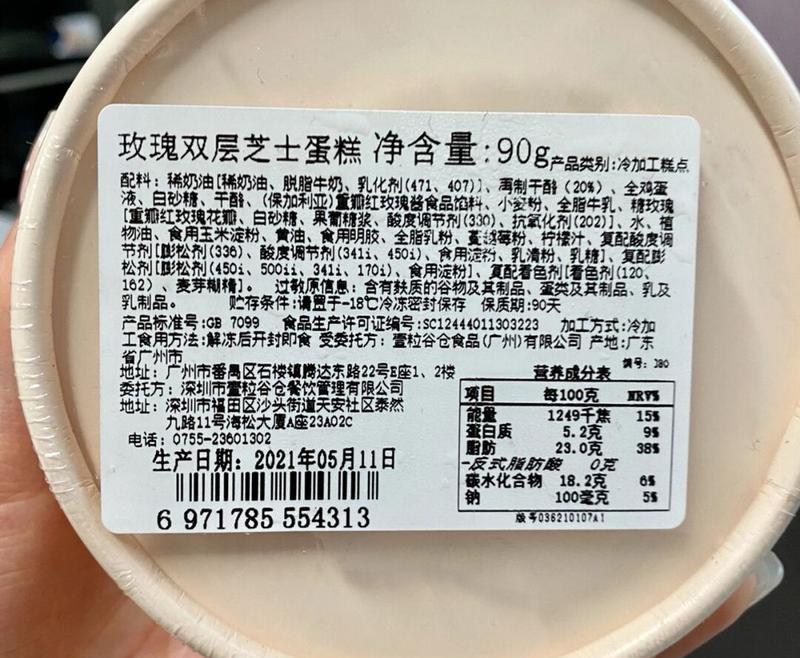 玫瑰双层芝士蛋糕 净含量:90g产品类别:冷加工糕点
配料：稀奶油[稀奶油、脱脂牛奶、乳化剂(471、407)]、再制干酪（20%）、全鸡蛋
液、白砂糖、干酪、(保加利亚)重瓣红玫瑰酱食品馅料、小麦粉、全脂牛乳、糖玫瑰
[重瓣红玫瑰花瓣、白砂糖、果葡糖浆、酸度调节剂(330)、抗氧化剂(202)]、水、植
物油、食用玉米淀粉、黄油、食用明胶、全脂乳粉、蔓越莓粉、柠檬汁、复配酸度调
节剂[膨松剂(336)、酸度调节剂(341i、450i)、食用淀粉、乳清粉、乳糖]、复配膨
松剂[膨松剂(450i、500ii、341i、170i)、食用淀粉]、复配着色剂[着色剂(120、
162）、麦芽糊精]。 过敏原信息：含有麸质的谷物及其制品、蛋类及其制品、乳及
乳制品。 贮存条件:请置于-18℃冷冻密封保存 保质期:90天
产品标准号:GB 7099 食品生产许可证编号:SC12444011303223 加工方式:冷加
工食用方法:解冻后开封即食 受委托方：壹粒谷仓食品(广州)有限公司 产地:广东
省广州市
编号：J80
地址：广州市番禺区石楼镇腾达东路22号E座1、2楼
委托方：深圳市壹粒谷仓餐饮管理有限公司
地址：深圳市福田区沙头街道天安社区泰然
九路11号海松大厦A座23A02C
电话：0755-23601302
生产日期：2021年05月11日
6 971785 554313
营养成分表
项目 每100克 NRV%
能量 1249千焦 15%
蛋白质 5.2克 9%
脂肪 23.0克 38%
-反式脂肪酸 0克
碳水化合物 18.2克 6%
钠 100毫克 5%
版号036210107A1